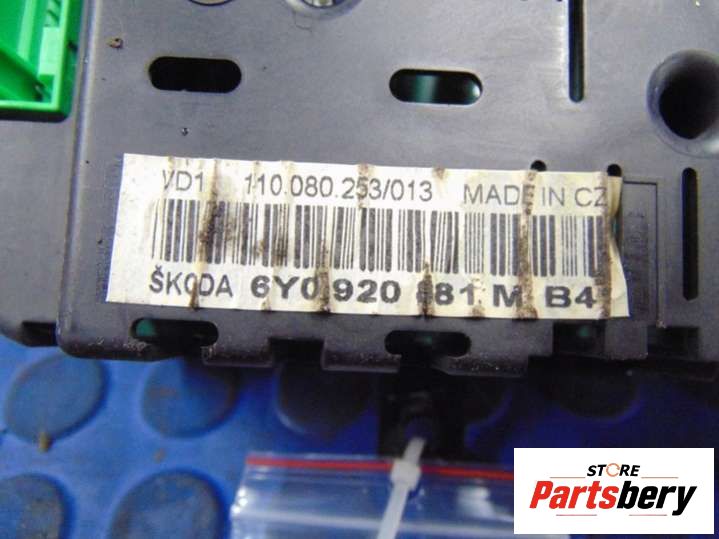 VD1 110.080.253/013 MADE IN CZ
ŠKODA 6Y0 920 881 M B4
STORE
Partsbery